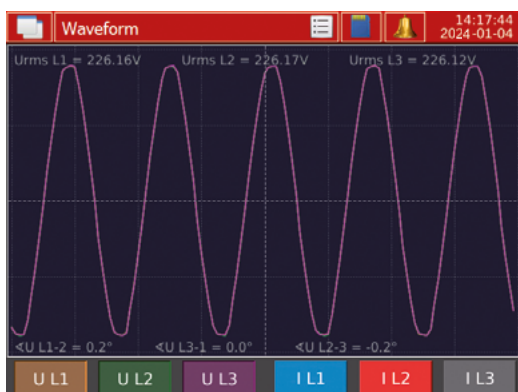 Waveform
14:17:44
2024-01-04
Urms L1 = 226.16V Urms L2 = 226.17V Urms L3 = 226.12V
∢U L1-2 = 0.2° ∢U L3-1 = 0.0° ∢U L2-3 = -0.2°
U L1 U L2 U L3 I L1 I L2 I L3